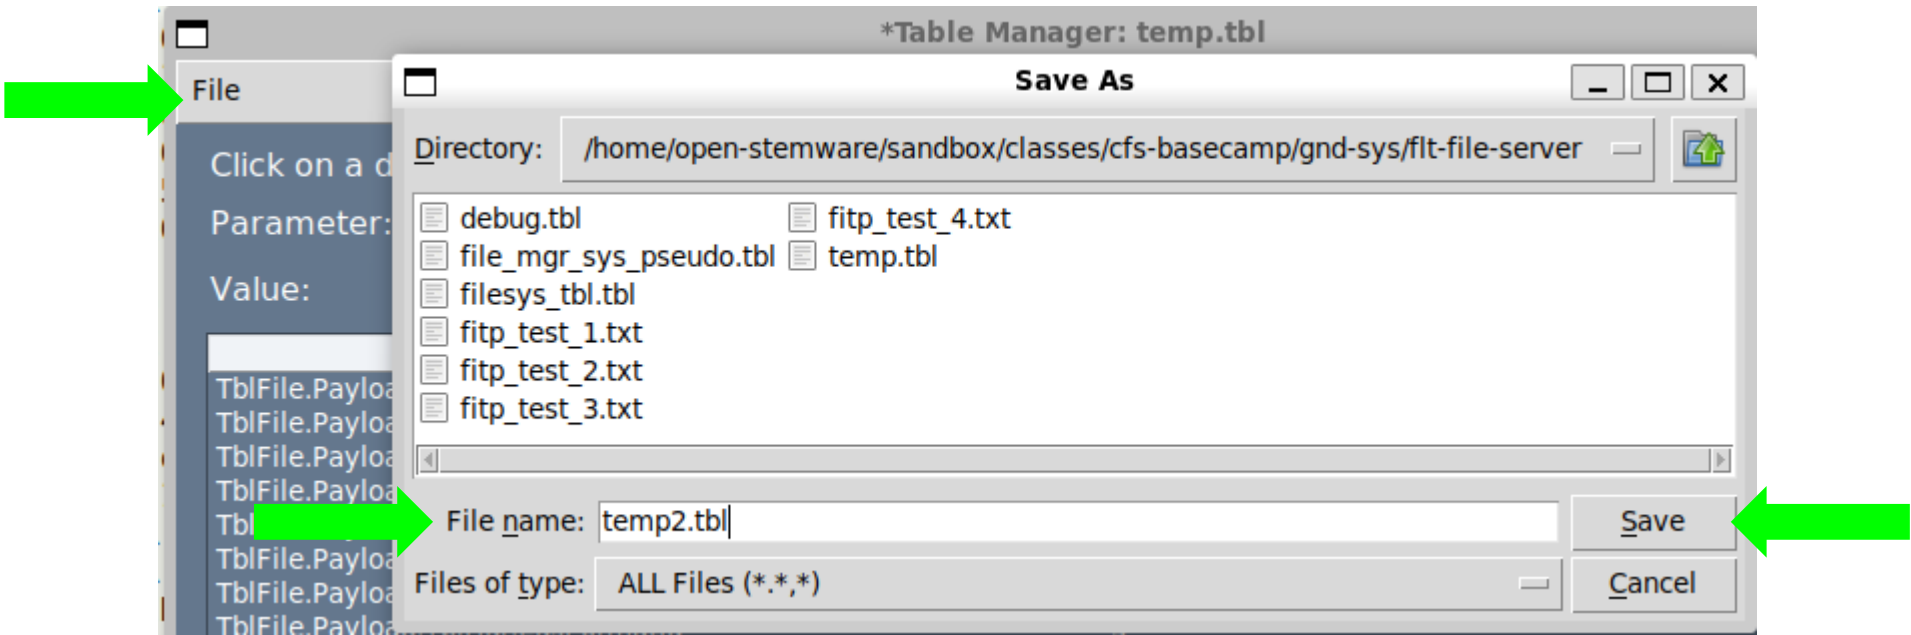 *Table Manager: temp.tbl
File
Save As
Click on a d
Directory: /home/open-stemware/sandbox/classes/cfs-basecamp/gnd-sys/flt-file-server
Parameter:
Value:
debug.tbl
file_mgr_sys_pseudo.tbl
filesys_tbl.tbl
fitp_test_1.txt
fitp_test_2.txt
fitp_test_3.txt
fitp_test_4.txt
temp.tbl
TblFile.Payloa
TblFile.Payloa
TblFile.Payloa
TblFile.Payloa
Tbl
TblFile.Payloa
TblFile.Payloa
TblFile.Payloa
File name: temp2.tbl Save
Files of type: ALL Files (*.*,*) Cancel